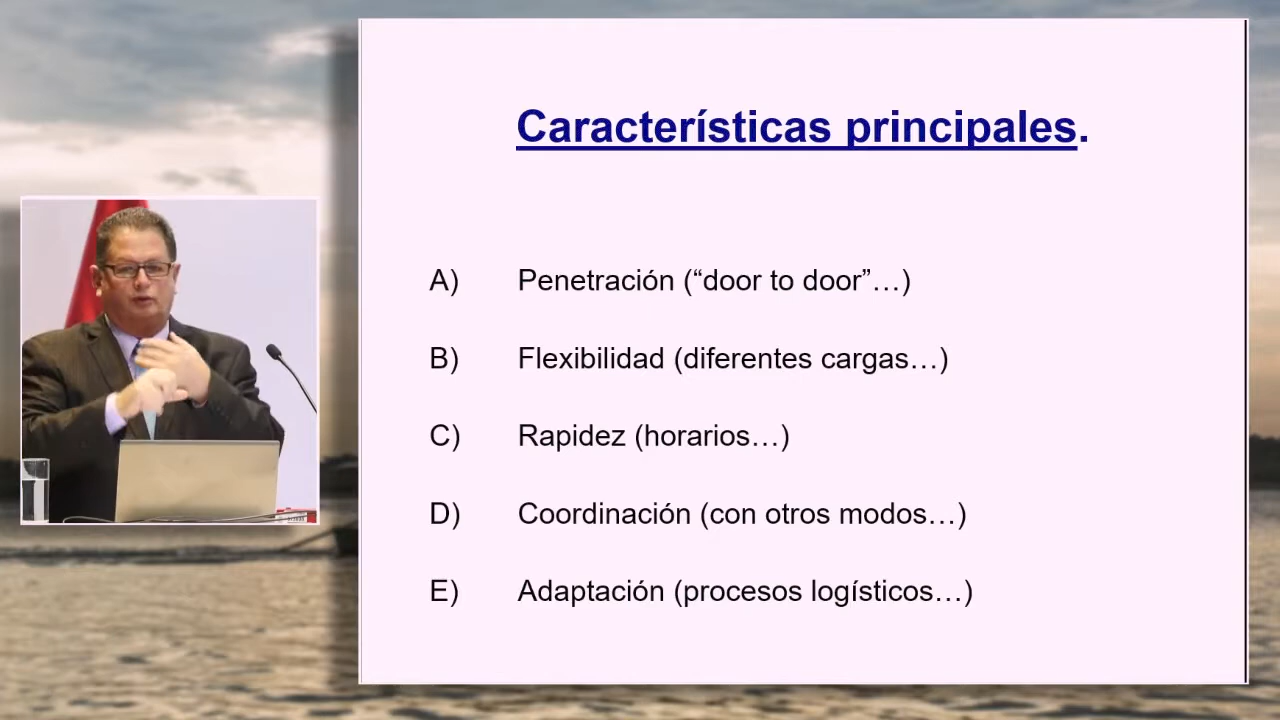 Características principales.
A) Penetración (“door to door”…)
B) Flexibilidad (diferentes cargas…)
C) Rapidez (horarios…)
D) Coordinación (con otros modos…)
E) Adaptación (procesos logísticos…)